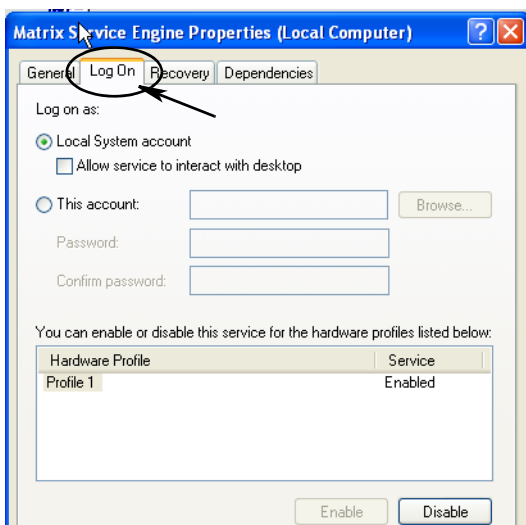 Matrix Service Engine Properties (Local Computer)
General Log On Recovery Dependencies
Log on as:
Local System account
Allow service to interact with desktop
This account: Browse...
Password:
Confirm password:
You can enable or disable this service for the hardware profiles listed below:
Hardware Profile Service
Profile 1 Enabled
Enable Disable